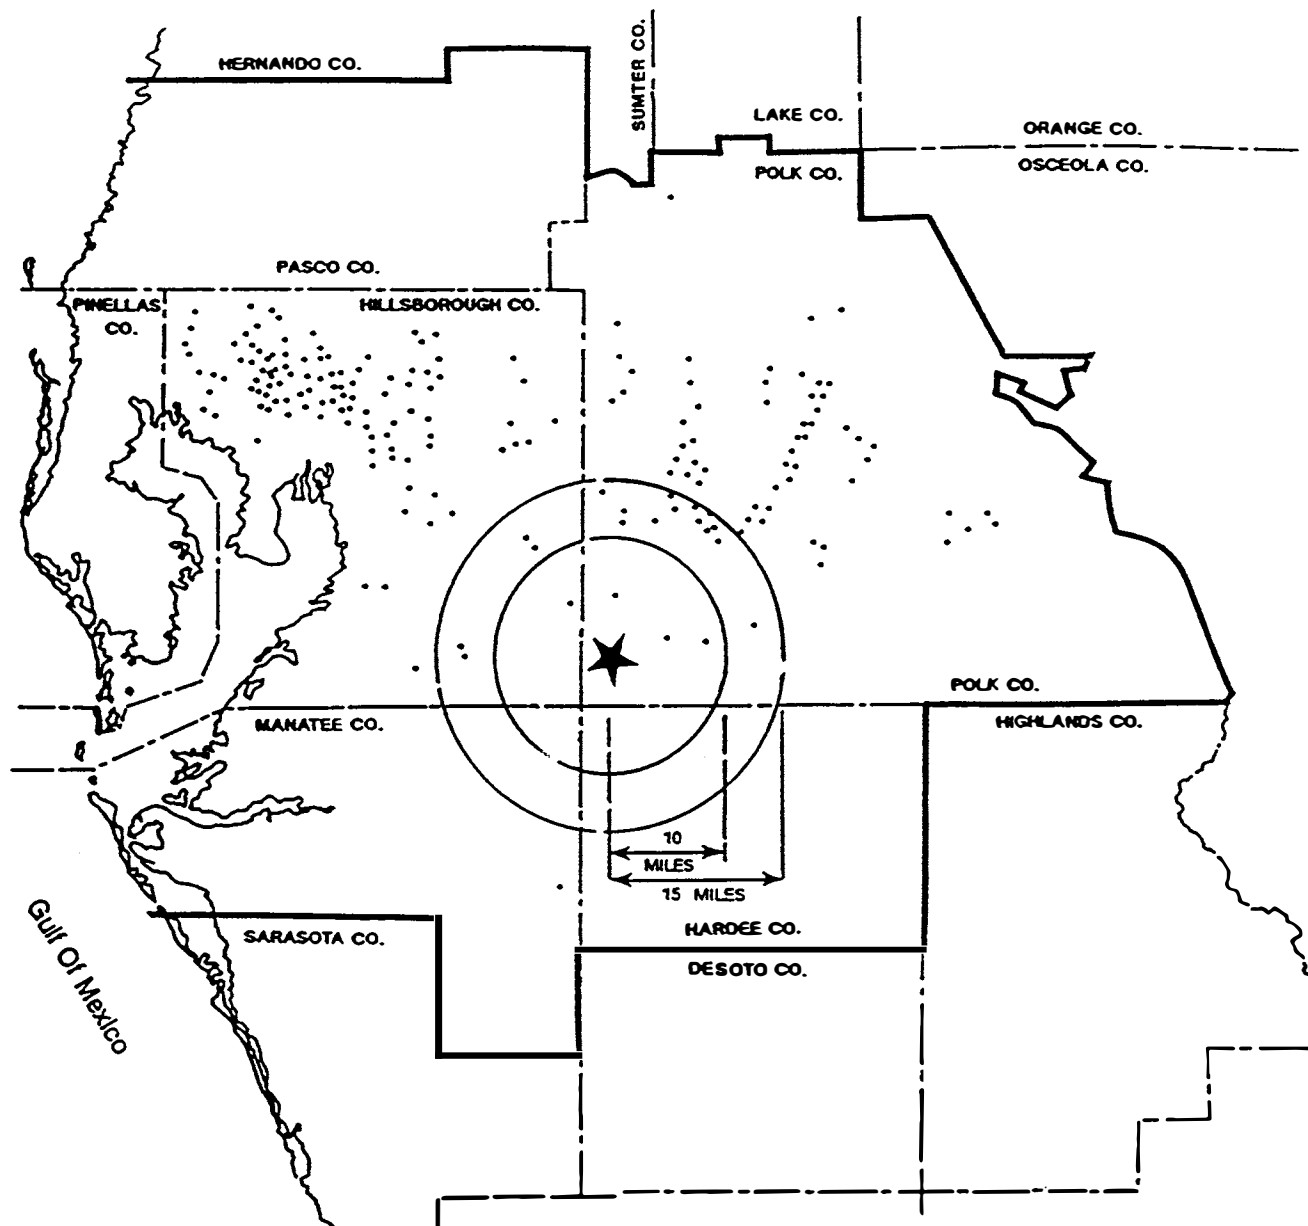 HERNANDO CO.
SUMTER CO.
LAKE CO.
ORANGE CO.
POLK CO.
OSCEOLA CO.
PASCO CO.
PINELLAS
CO.
HILLSBOROUGH CO.
POLK CO.
MANATEE CO.
HIGHLANDS CO.
10
MILES
15 MILES
HARDEE CO.
SARASOTA CO.
DESOTO CO.
Gulf Of Mexico